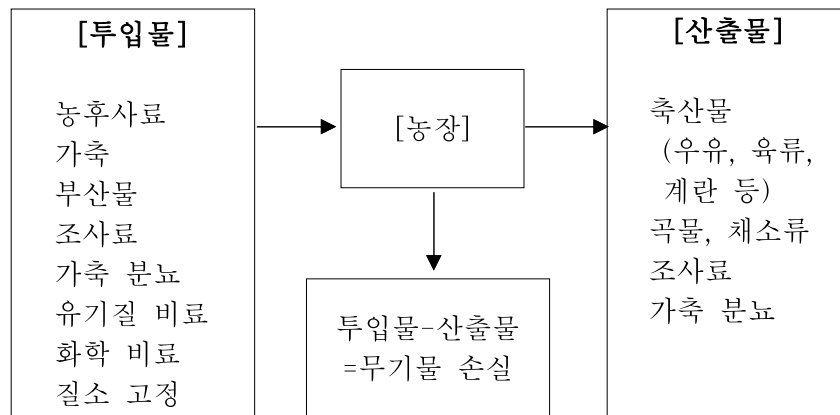 [투입물]
농후사료
가축
부산물
조사료
가축 분뇨
유기질 비료
화학 비료
질소 고정
[농장]
투입물-산출물
=무기물 손실
[산출물]
축산물
(우유, 육류,
계란 등)
곡물, 채소류
조사료
가축 분뇨